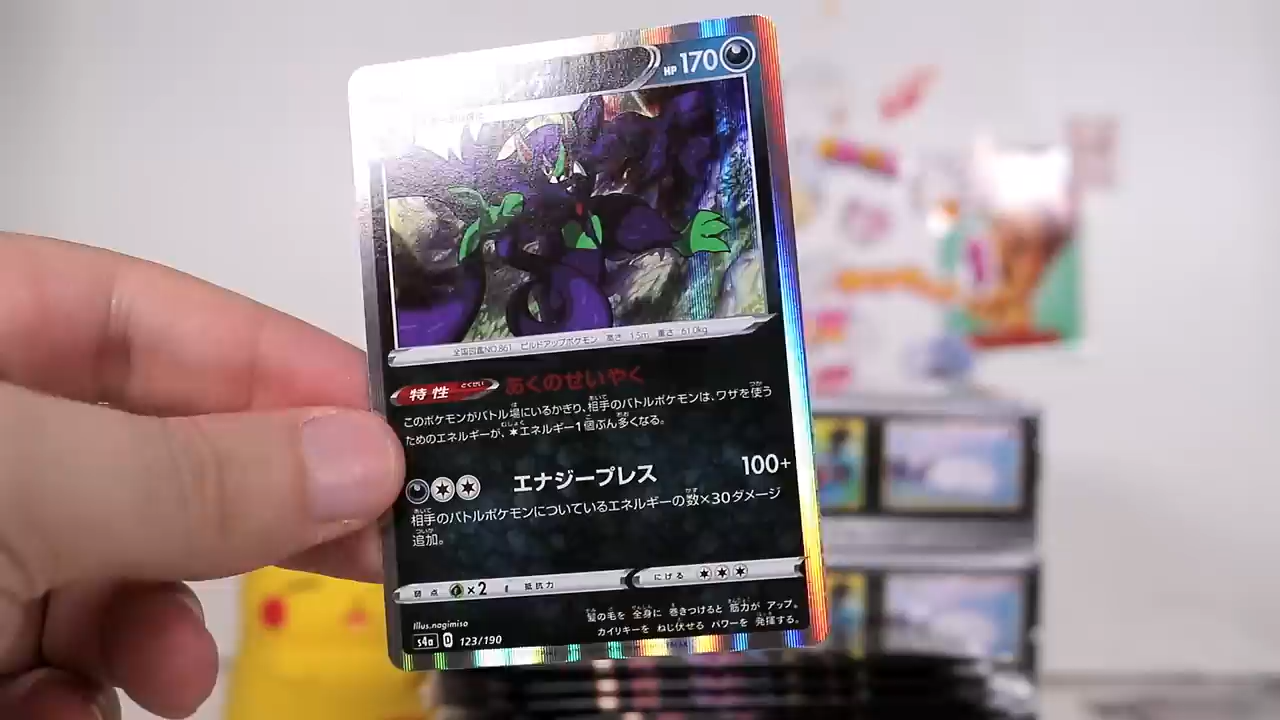 HP 170
全国図鑑NO.861 ビルドアップポケモン 高さ 1.5m 重さ 61.0kg
特性 とくせい あくのせいやく
このポケモンがバトル場にいるかぎり、相手のバトルポケモンは、ワザを使う
ためのエネルギーが、エネルギー1個ぶん多くなる。
エナジープレス 100+
相手のバトルポケモンについているエネルギーの数×30ダメージ
追加。
弱点 ×2 抵抗力 にげる
髪の毛を 全身に 巻きつけると 筋力が アップ。
カイリキーを ねじ伏せる パワーを 発揮する。
Illus.nagimiso
s4a D 123/190